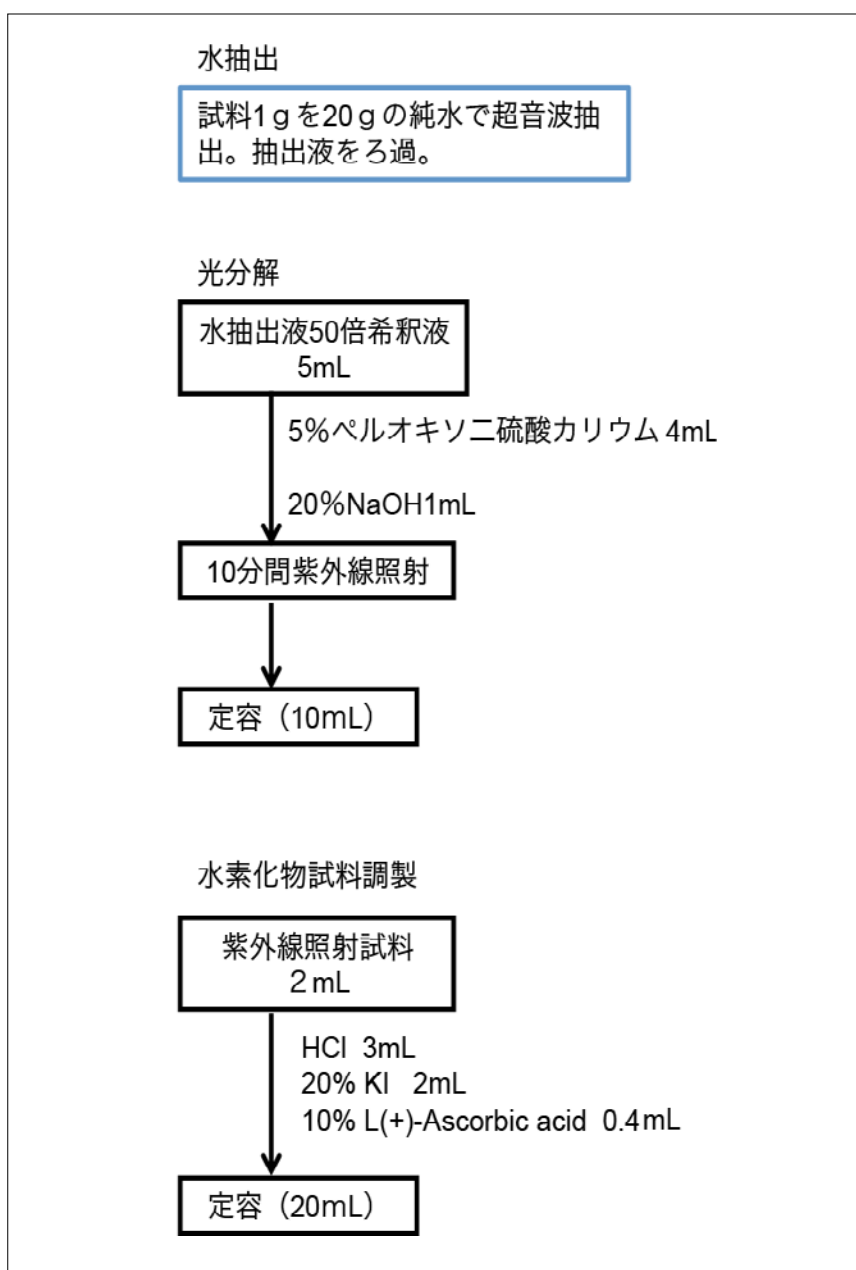 水抽出
試料1ｇを20ｇの純水で超音波抽
出。抽出液をろ過。
光分解
水抽出液50倍希釈液
5mL
5%ペルオキソ二硫酸カリウム 4mL
20%NaOH1mL
10分間紫外線照射
定容（10mL）
水素化物試料調製
紫外線照射試料
２mL
HCl 3mL
20% KI 2mL
10% L(+)-Ascorbic acid 0.4mL
定容（20mL）